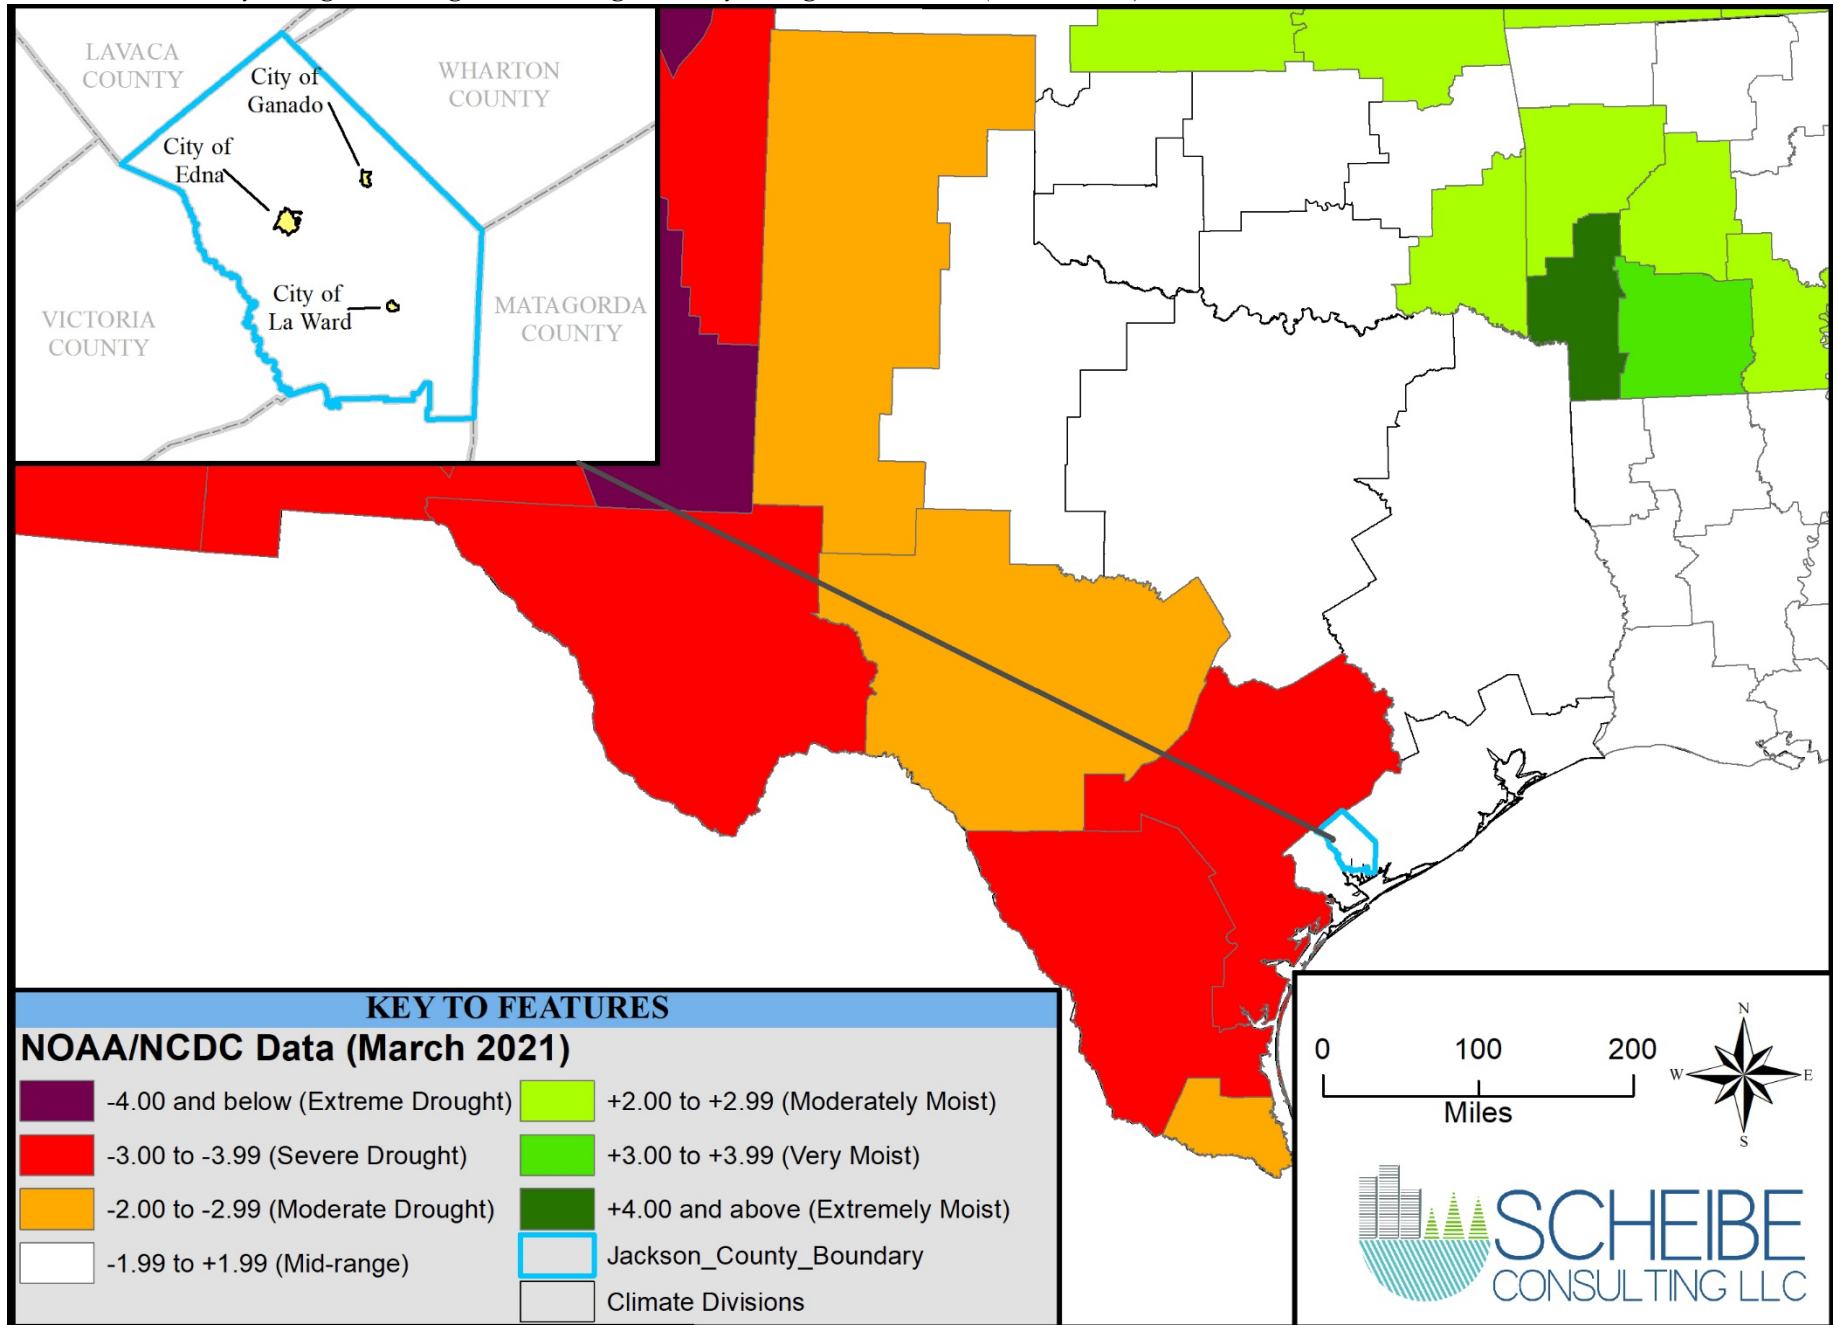 LAVACA
COUNTY
City of
Ganado
WHARTON
COUNTY
City of
Edna
City of
La Ward
VICTORIA
COUNTY
MATAGORDA
COUNTY
KEY TO FEATURES
NOAA/NCDC Data (March 2021)
-4.00 and below (Extreme Drought)
-3.00 to -3.99 (Severe Drought)
-2.00 to -2.99 (Moderate Drought)
-1.99 to +1.99 (Mid-range)
+2.00 to +2.99 (Moderately Moist)
+3.00 to +3.99 (Very Moist)
+4.00 and above (Extremely Moist)
Jackson_County_Boundary
Climate Divisions
0 100 200
Miles
N
W E
S
SCHEIBE
CONSULTING LLC